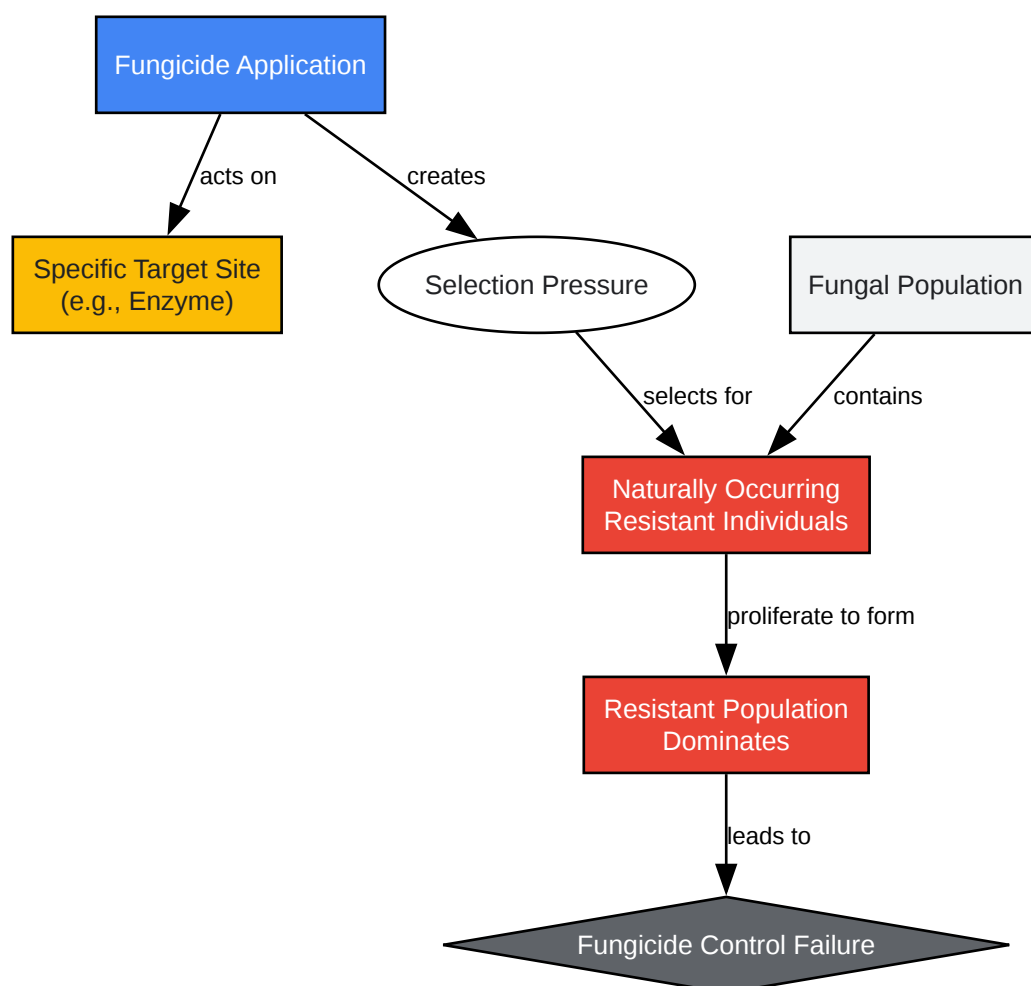 Fungicide Application
acts on
creates
Specific Target Site
(e.g., Enzyme)
Selection Pressure
Fungal Population
selects for
contains
Naturally Occurring
Resistant Individuals
proliferate to form
Resistant Population
Dominates
leads to
Fungicide Control Failure